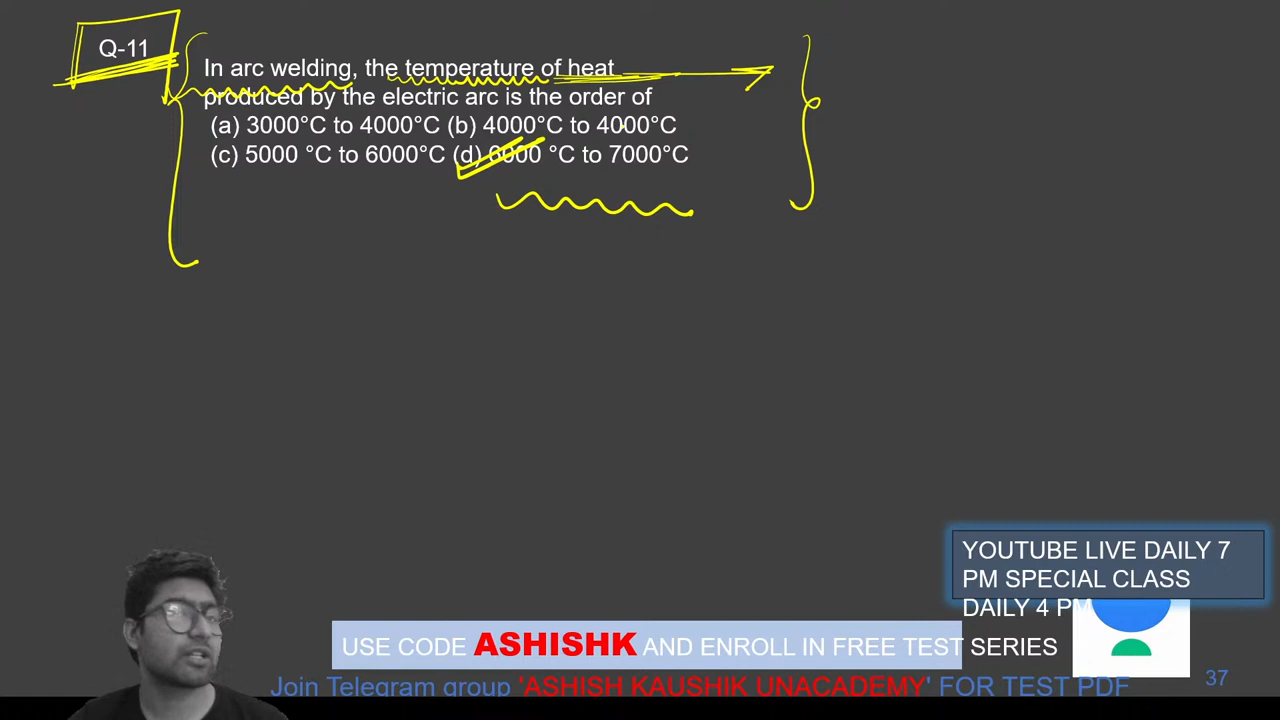 Q-11
In arc welding, the temperature of heat
produced by the electric arc is the order of
(a) 3000°C to 4000°C (b) 4000°C to 4000°C
(c) 5000 °C to 6000°C (d) 6000 °C to 7000°C
YOUTUBE LIVE DAILY 7
PM SPECIAL CLASS
DAILY 4 PM
USE CODE ASHISHK AND ENROLL IN FREE TEST SERIES
Join Telegram group 'ASHISH KAUSHIK UNACADEMY' FOR TEST PDF
37